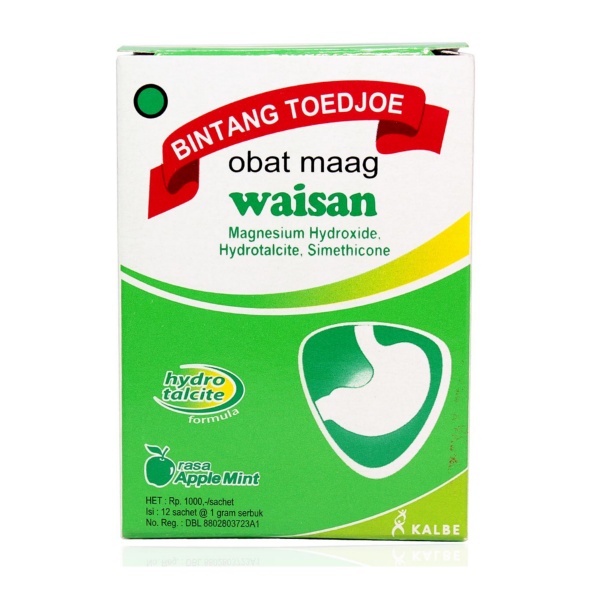 BINTANG TOEDJOE
obat maag
waisan
Magnesium Hydroxide,
Hydrotalcite, Simethicone
hydro
talcite
formula
rasa
Apple Mint
HET : Rp. 1000,-/sachet
Isi : 12 sachet @ 1 gram serbuk
No. Reg. : DBL 8802803723A1
KALBE